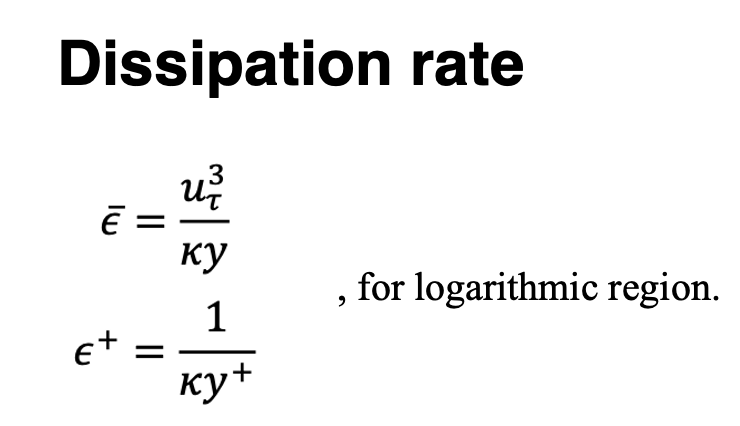 Dissipation rate
ϵ̄ = u_τ^3 / κy
, for logarithmic region.
ϵ^+ = 1 / κy^+